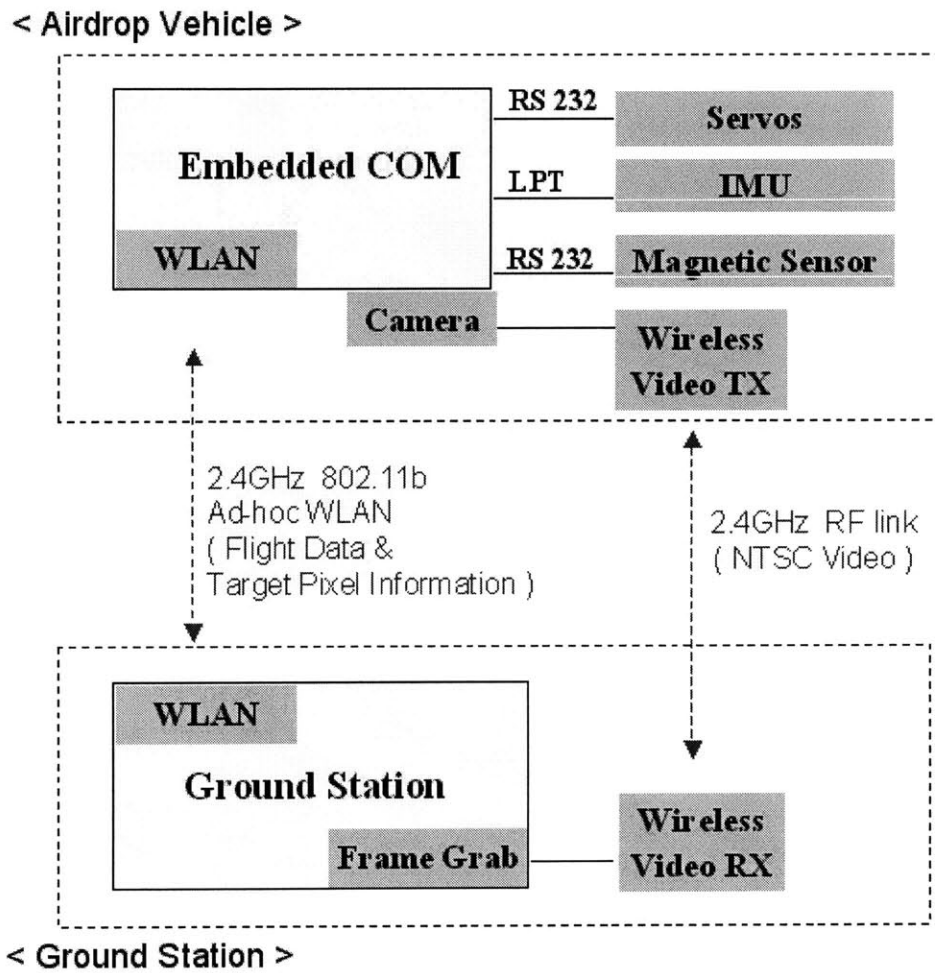 < Airdrop Vehicle >
Embedded COM
WLAN
RS 232
Servos
LPT
IMU
RS 232
Magnetic Sensor
Camera
Wireless
Video TX
2.4GHz 802.11b
Ad-hoc WLAN
( Flight Data &
Target Pixel Information )
2.4GHz RF link
( NTSC Video )
WLAN
Ground Station
Frame Grab
Wireless
Video RX
< Ground Station >